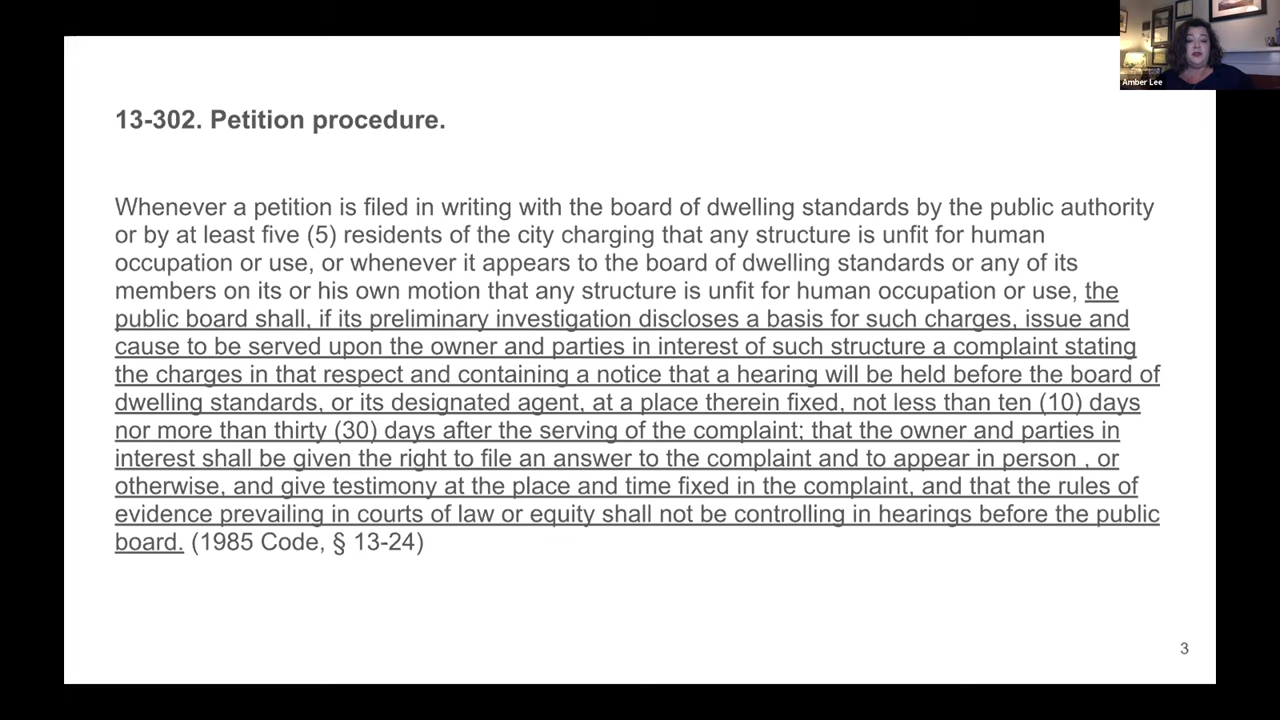 Amber Lee
13-302. Petition procedure.
Whenever a petition is filed in writing with the board of dwelling standards by the public authority
or by at least five (5) residents of the city charging that any structure is unfit for human
occupation or use, or whenever it appears to the board of dwelling standards or any of its
members on its or his own motion that any structure is unfit for human occupation or use, the
public board shall, if its preliminary investigation discloses a basis for such charges, issue and
cause to be served upon the owner and parties in interest of such structure a complaint stating
the charges in that respect and containing a notice that a hearing will be held before the board of
dwelling standards, or its designated agent, at a place therein fixed, not less than ten (10) days
nor more than thirty (30) days after the serving of the complaint; that the owner and parties in
interest shall be given the right to file an answer to the complaint and to appear in person , or
otherwise, and give testimony at the place and time fixed in the complaint, and that the rules of
evidence prevailing in courts of law or equity shall not be controlling in hearings before the public
board. (1985 Code, § 13-24)
3